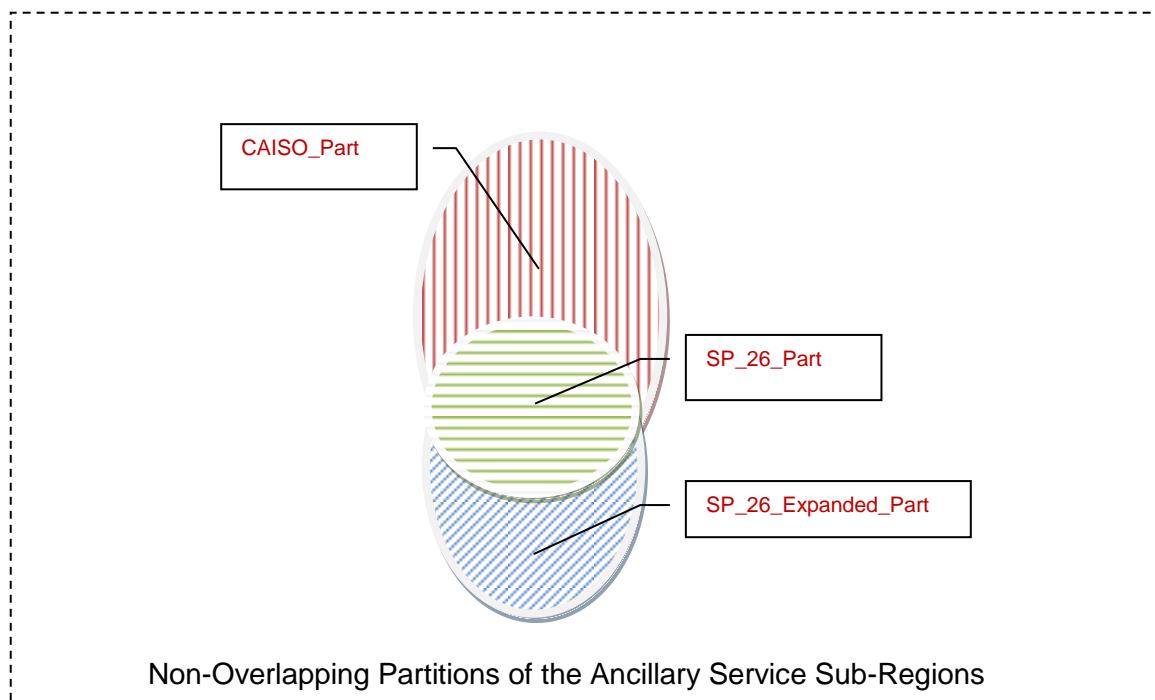 CAISO_Part
SP_26_Part
SP_26_Expanded_Part
Non-Overlapping Partitions of the Ancillary Service Sub-Regions